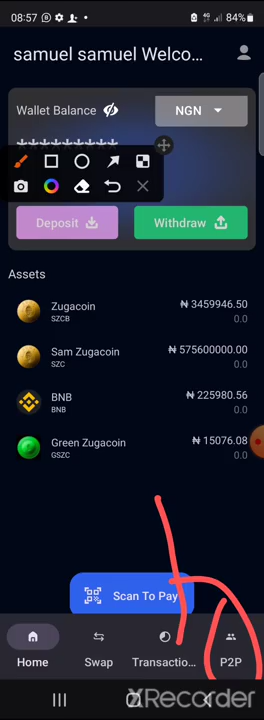 08:57 84%
samuel samuel Welco...
Wallet Balance NGN
*********
Deposit Withdraw
Assets
Zugacoin ₦ 3459946.50
SZCB 0.0
Sam Zugacoin ₦ 575600000.00
SZC 0.0
BNB ₦ 225980.56
BNB 0.0
Green Zugacoin ₦ 15076.08
GSZC 0.0
Scan To Pay
Home Swap Transactio... P2P
XRecorder